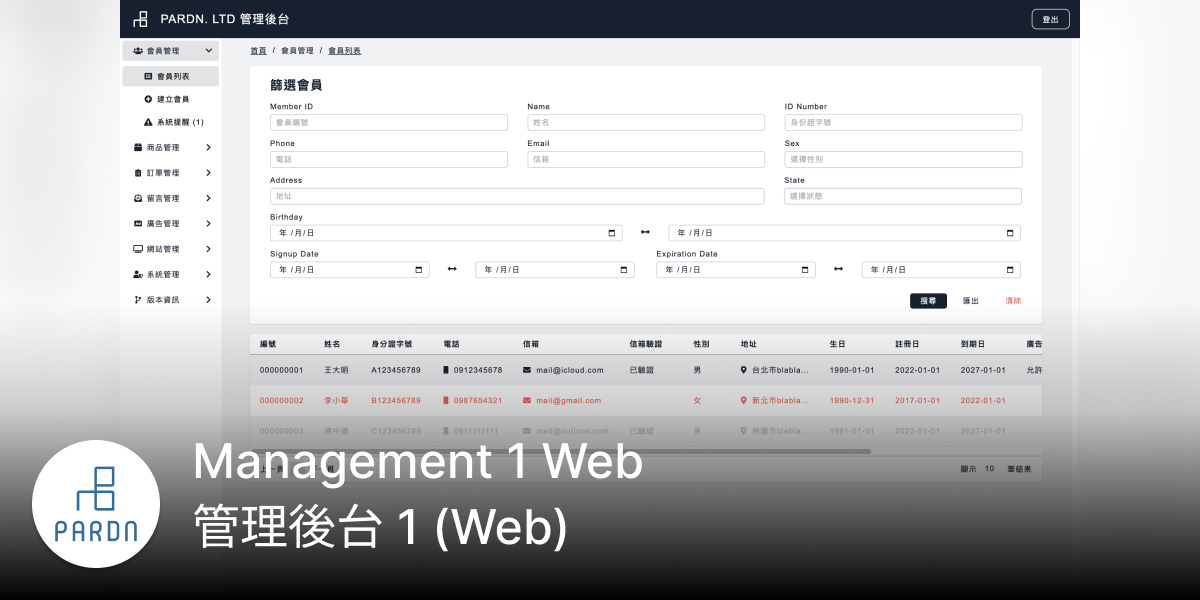 PARDN. LTD 管理後台
登出
會員管理
會員列表
建立會員
系統提醒 (1)
商品管理
訂單管理
留言管理
廣告管理
網站管理
系統管理
版本資訊
首頁 / 會員管理 / 會員列表
篩選會員
Member ID Name ID Number
會員編號 姓名 身份證字號
Phone Email Sex
電話 信箱 選擇性別
Address State
地址 選擇狀態
Birthday
年 /月/日 年 /月/日
Signup Date Expiration Date
年 /月/日 年 /月/日 年 /月/日 年 /月/日
搜尋 匯出 清除
編號 姓名 身分證字號 電話 信箱 信箱驗證 性別 地址 生日 註冊日 到期日 廣告
000000001 王大明 A123456789 0912345678 mail@icloud.com 已驗證 男 台北市blabla... 1990-01-01 2022-01-01 2027-01-01 允許
000000002 李小華 B123456789 0987654321 mail@gmail.com 女 新北市blabla... 1990-12-31 2017-01-01 2022-01-01
000000003 陳中信 C123456789 0911111111 mail@outlook.com 已驗證 男 桃園市blabla... 1991-01-01 2022-01-01 2027-01-01
顯示 10 筆結果
Management 1 Web
管理後台 1 (Web)
PARDN